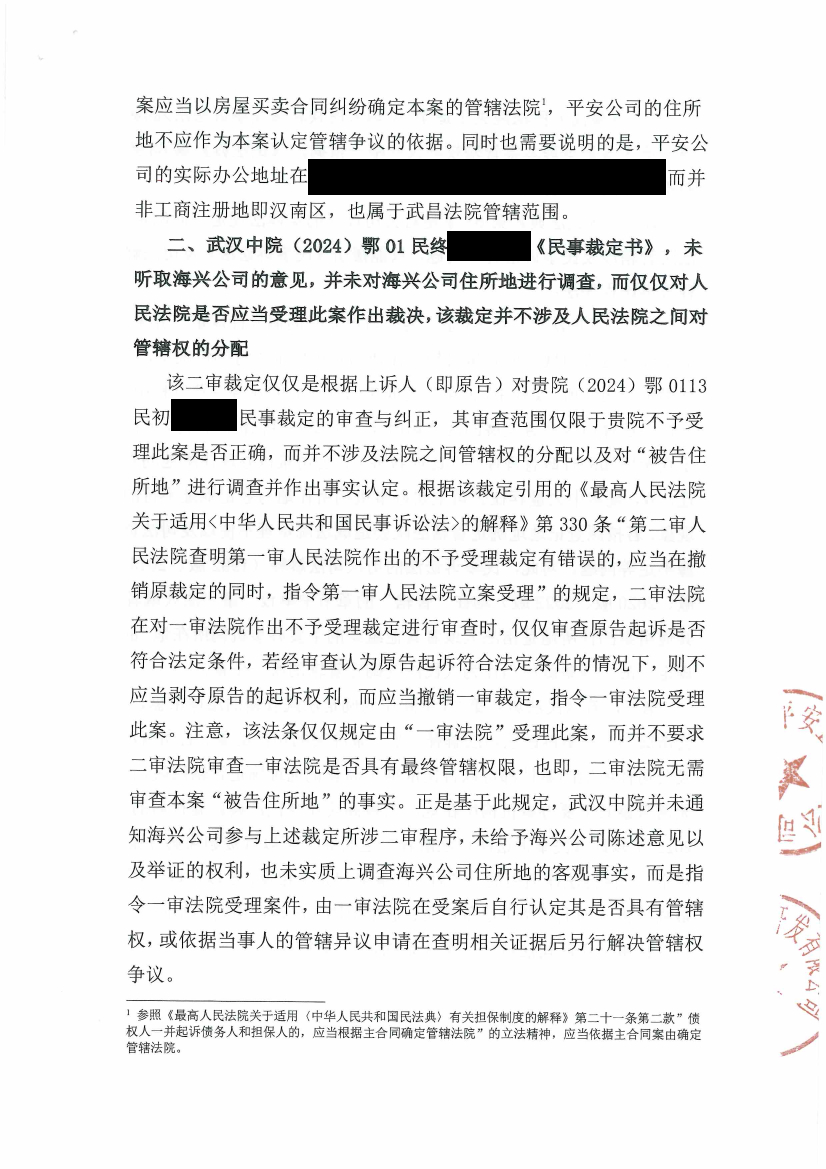 案应当以房屋买卖合同纠纷确定本案的管辖法院¹，平安公司的住所
地不应作为本案认定管辖争议的依据。同时也需要说明的是，平安公
司的实际办公地址在而并
非工商注册地即汉南区，也属于武昌法院管辖范围。
二、武汉中院（2024）鄂 01 民终《民事裁定书》，未
听取海兴公司的意见，并未对海兴公司住所地进行调查，而仅仅对人
民法院是否应当受理此案作出裁决，该裁定并不涉及人民法院之间对
管辖权的分配
该二审裁定仅仅是根据上诉人（即原告）对贵院（2024）鄂 0113
民初民事裁定的审查与纠正，其审查范围仅限于贵院不予受
理此案是否正确，而并不涉及法院之间管辖权的分配以及对“被告住
所地”进行调查并作出事实认定。根据该裁定引用的《最高人民法院
关于适用<中华人民共和国民事诉讼法>的解释》第 330 条“第二审人
民法院查明第一审人民法院作出的不予受理裁定有错误的，应当在撤
销原裁定的同时，指令第一审人民法院立案受理”的规定，二审法院
在对一审法院作出不予受理裁定进行审查时，仅仅审查原告起诉是否
符合法定条件，若经审查认为原告起诉符合法定条件的情况下，则不
应当剥夺原告的起诉权利，而应当撤销一审裁定，指令一审法院受理
此案。注意，该法条仅仅规定由“一审法院”受理此案，而并不要求
二审法院审查一审法院是否具有最终管辖权限，也即，二审法院无需
审查本案“被告住所地”的事实。正是基于此规定，武汉中院并未通
知海兴公司参与上述裁定所涉二审程序，未给予海兴公司陈述意见以
及举证的权利，也未实质上调查海兴公司住所地的客观事实，而是指
令一审法院受理案件，由一审法院在受案后自行认定其是否具有管辖
权，或依据当事人的管辖异议申请在查明相关证据后另行解决管辖权
争议。
¹ 参照《最高人民法院关于适用〈中华人民共和国民法典〉有关担保制度的解释》第二十一条第二款”债
权人一并起诉债务人和担保人的，应当根据主合同确定管辖法院”的立法精神，应当依据主合同案由确定
管辖法院。
平安
公司
发有限公司